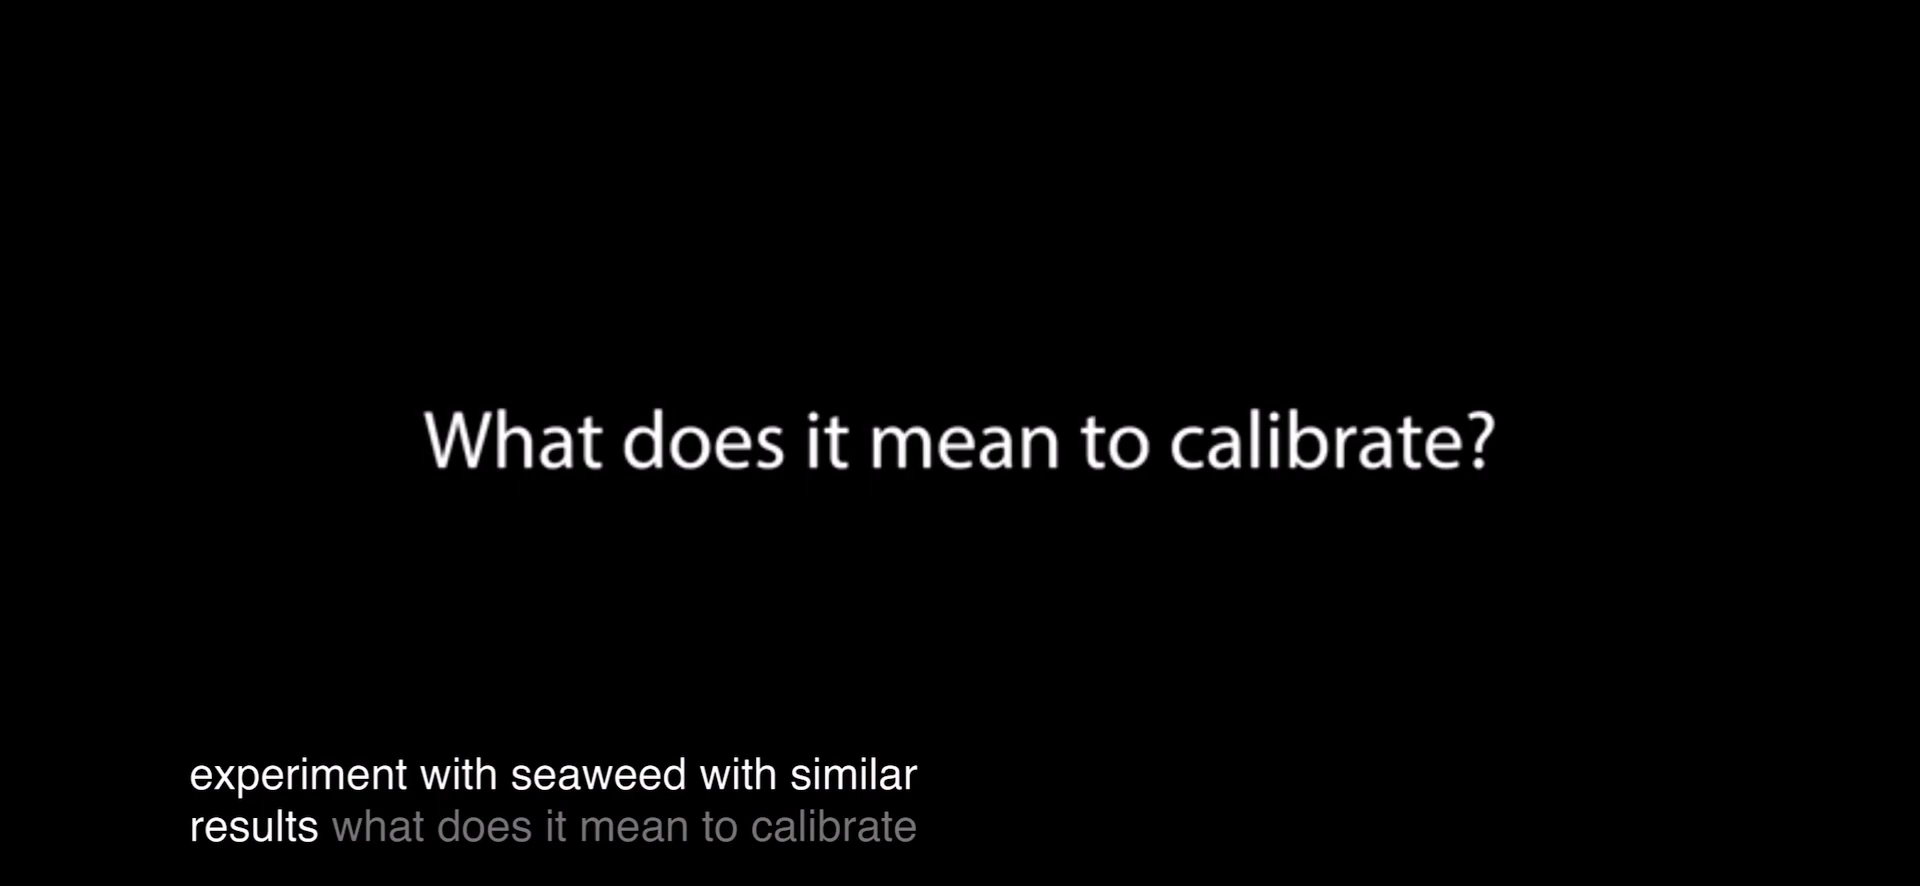 What does it mean to calibrate?
experiment with seaweed with similar
results what does it mean to calibrate